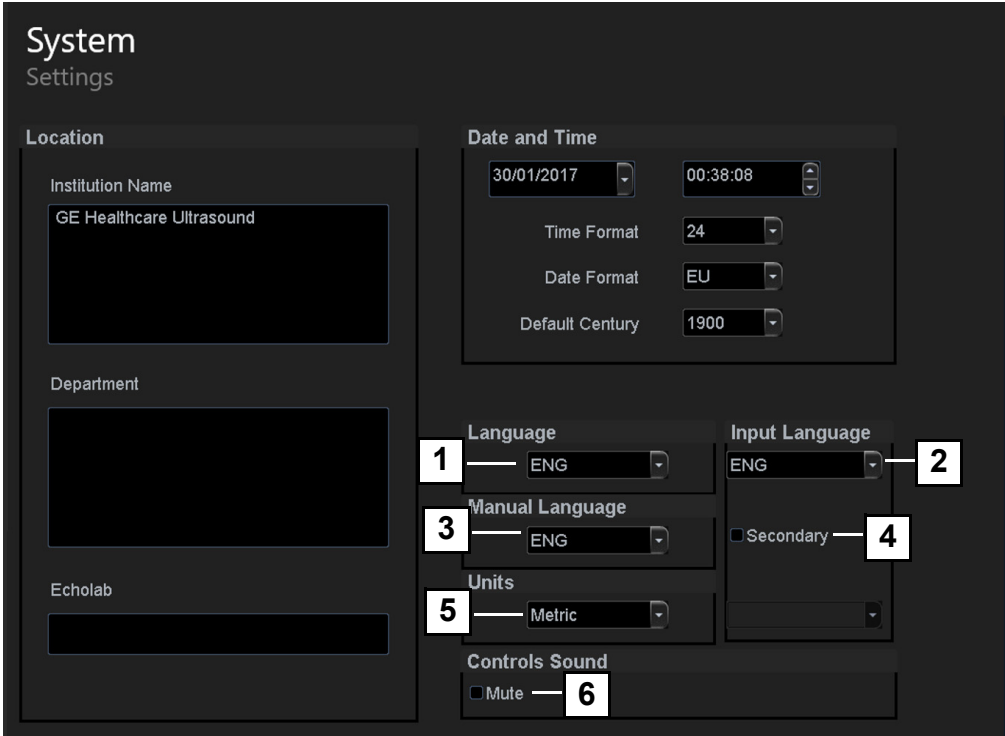 System
Settings
Location
Institution Name
GE Healthcare Ultrasound
Department
Echolab
Date and Time
30/01/2017 00:38:08
Time Format 24
Date Format EU
Default Century 1900
Language
1 ENG
Input Language
ENG 2
Manual Language
3 ENG
Secondary 4
Units
5 Metric
Controls Sound
Mute 6